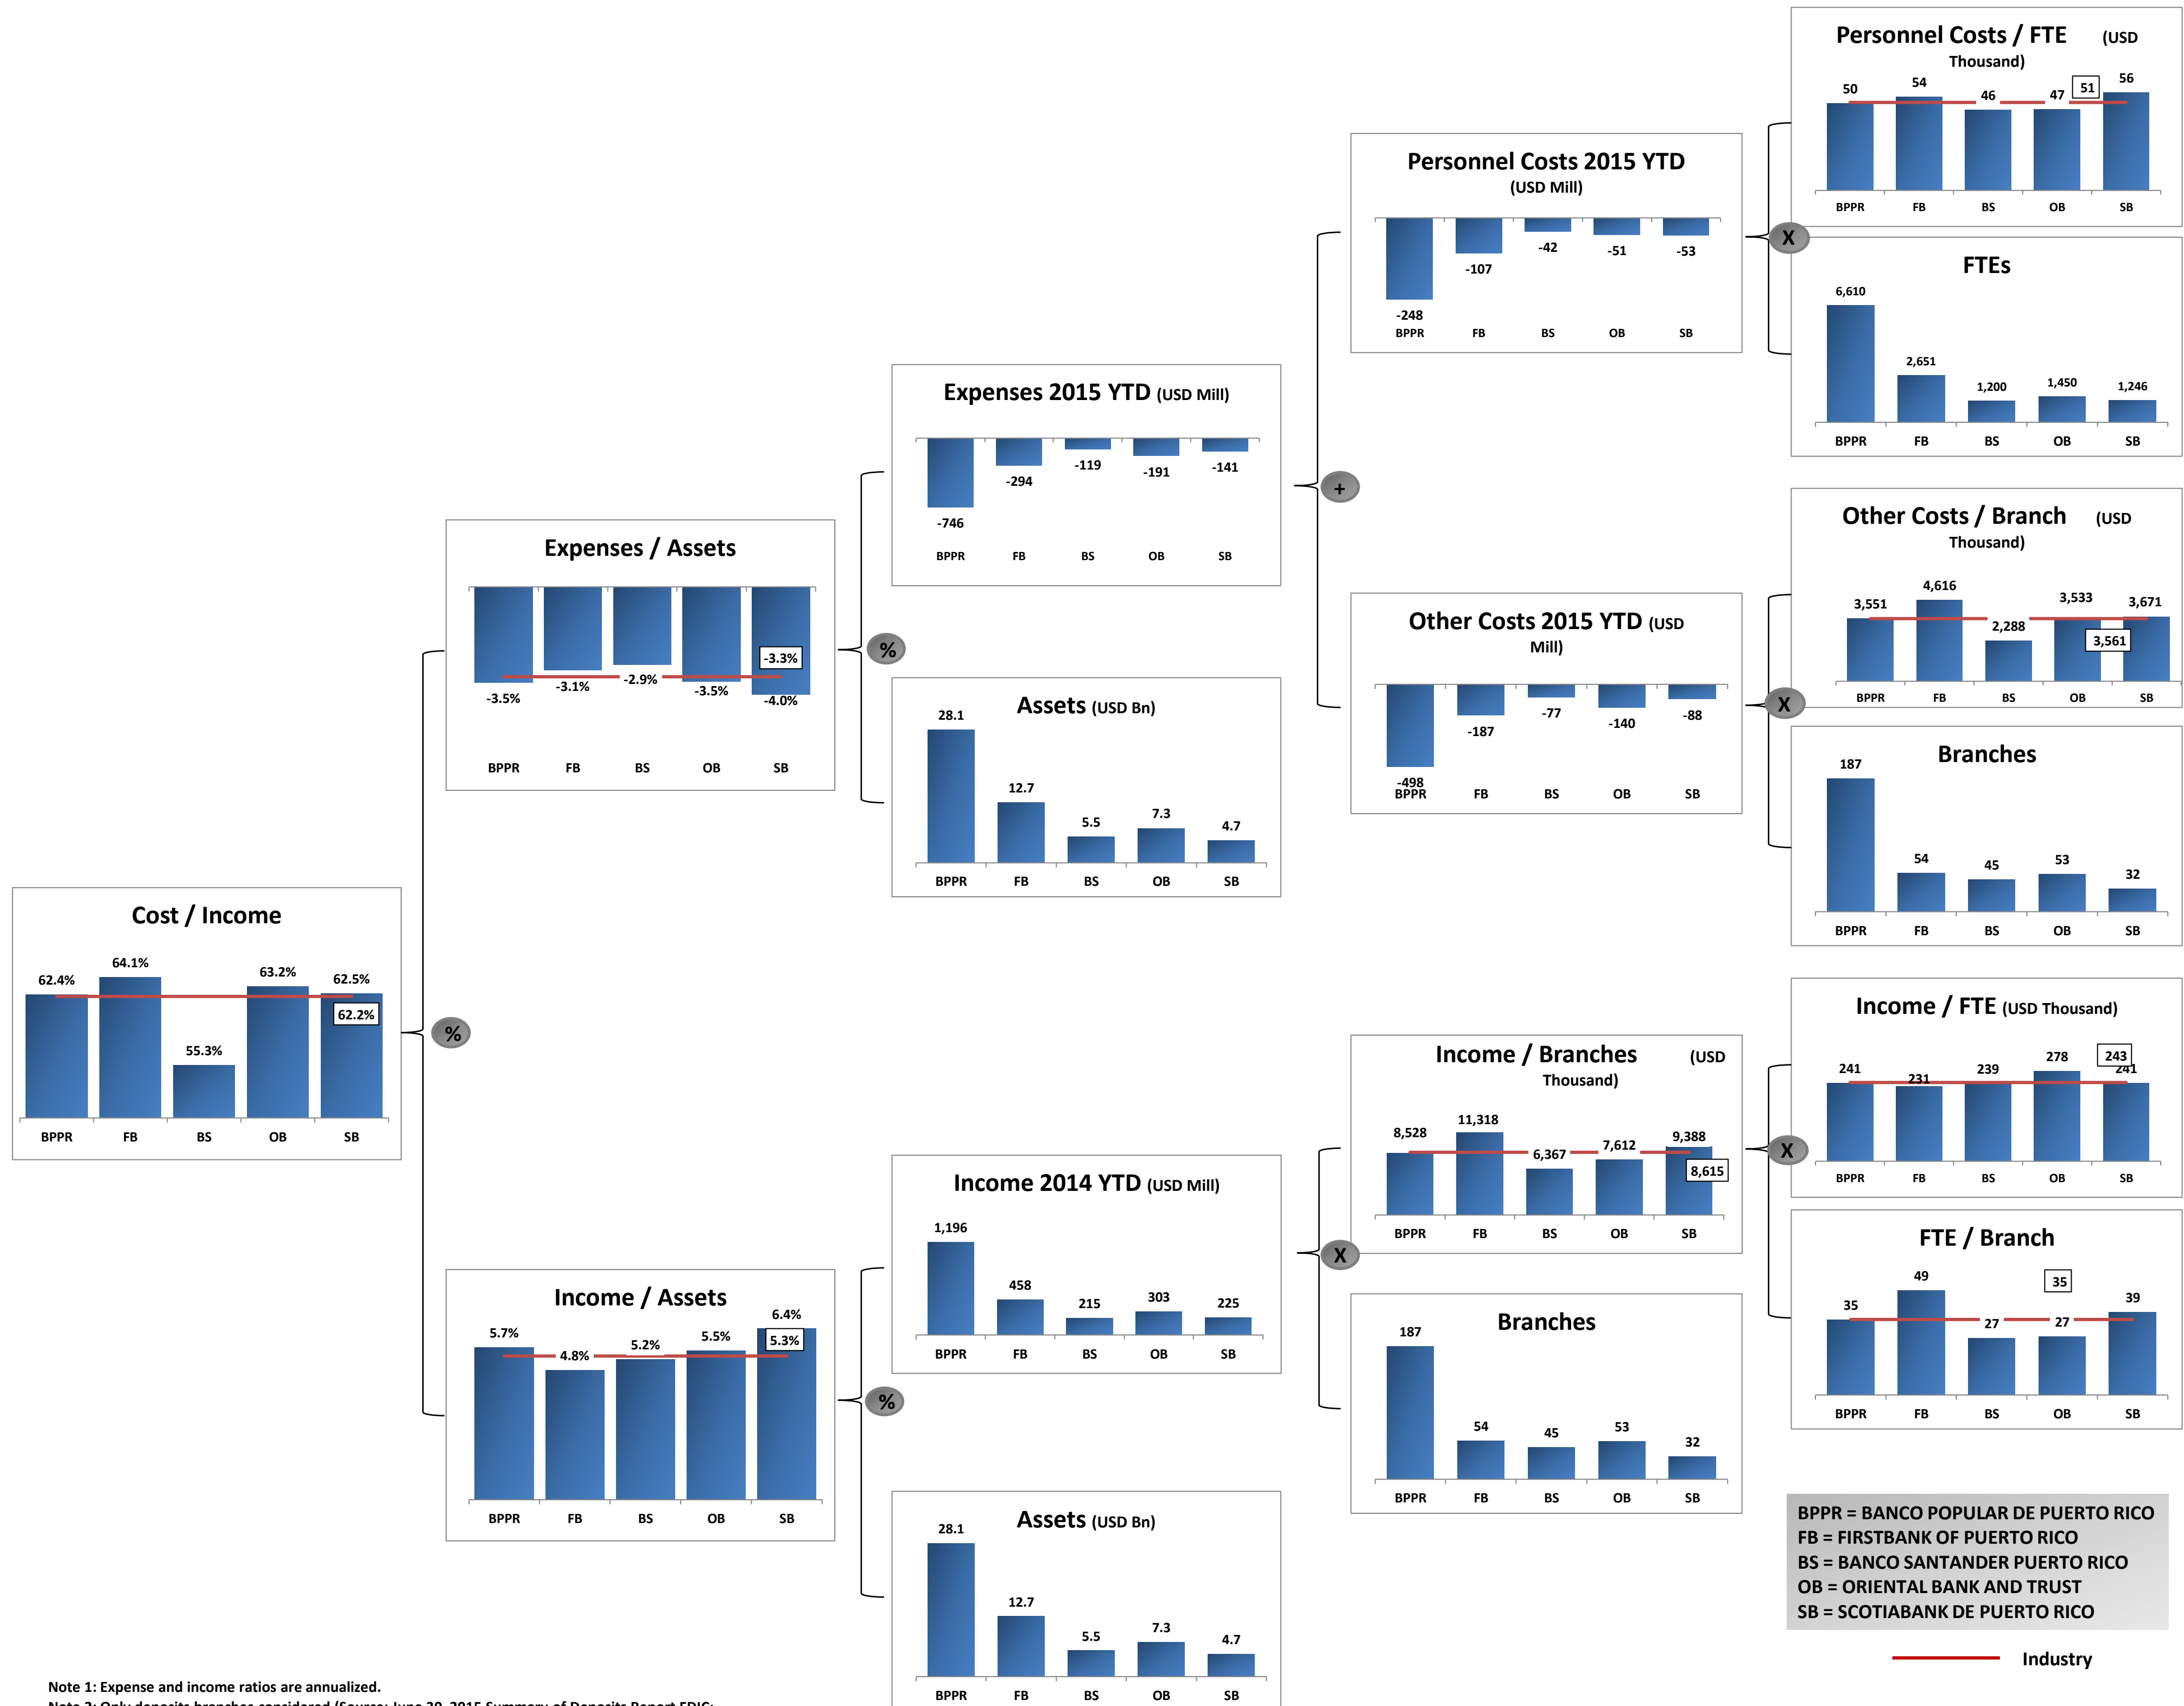 Personnel Costs / FTE (USD
Thousand)
50 54 46 47 51 56
BPPR FB BS OB SB
Personnel Costs 2015 YTD
(USD Mill)
-248 -107 -42 -51 -53
BPPR FB BS OB SB
X
FTEs
6,610 2,651 1,200 1,450 1,246
BPPR FB BS OB SB
Expenses 2015 YTD (USD Mill)
-746 -294 -119 -191 -141
BPPR FB BS OB SB
+
Other Costs / Branch (USD
Thousand)
3,551 4,616 2,288 3,533 3,671
3,561
BPPR FB BS OB SB
Expenses / Assets
-3.3%
-3.5% -3.1% -2.9% -3.5% -4.0%
BPPR FB BS OB SB
%
Other Costs 2015 YTD (USD
Mill)
-498 -187 -77 -140 -88
BPPR FB BS OB SB
X
Assets (USD Bn)
28.1 12.7 5.5 7.3 4.7
BPPR FB BS OB SB
Branches
187 54 45 53 32
BPPR FB BS OB SB
Cost / Income
62.4% 64.1% 55.3% 63.2% 62.5%
62.2%
BPPR FB BS OB SB
%
Income / FTE (USD Thousand)
241 231 239 278 243 241
BPPR FB BS OB SB
Income / Branches (USD
Thousand)
8,528 11,318 6,367 7,612 9,388
8,615
BPPR FB BS OB SB
X
Income 2014 YTD (USD Mill)
1,196 458 215 303 225
BPPR FB BS OB SB
X
FTE / Branch
35 49 27 27 35 39
BPPR FB BS OB SB
Income / Assets
5.7% 4.8% 5.2% 5.5% 6.4%
5.3%
BPPR FB BS OB SB
%
Branches
187 54 45 53 32
BPPR FB BS OB SB
Assets (USD Bn)
28.1 12.7 5.5 7.3 4.7
BPPR FB BS OB SB
BPPR = BANCO POPULAR DE PUERTO RICO
FB = FIRSTBANK OF PUERTO RICO
BS = BANCO SANTANDER PUERTO RICO
OB = ORIENTAL BANK AND TRUST
SB = SCOTIABANK DE PUERTO RICO
Industry
Note 1: Expense and income ratios are annualized.
Note 2: Only deposits branches considered (Source: June 30, 2015 Summary of Deposits Report FDIC;